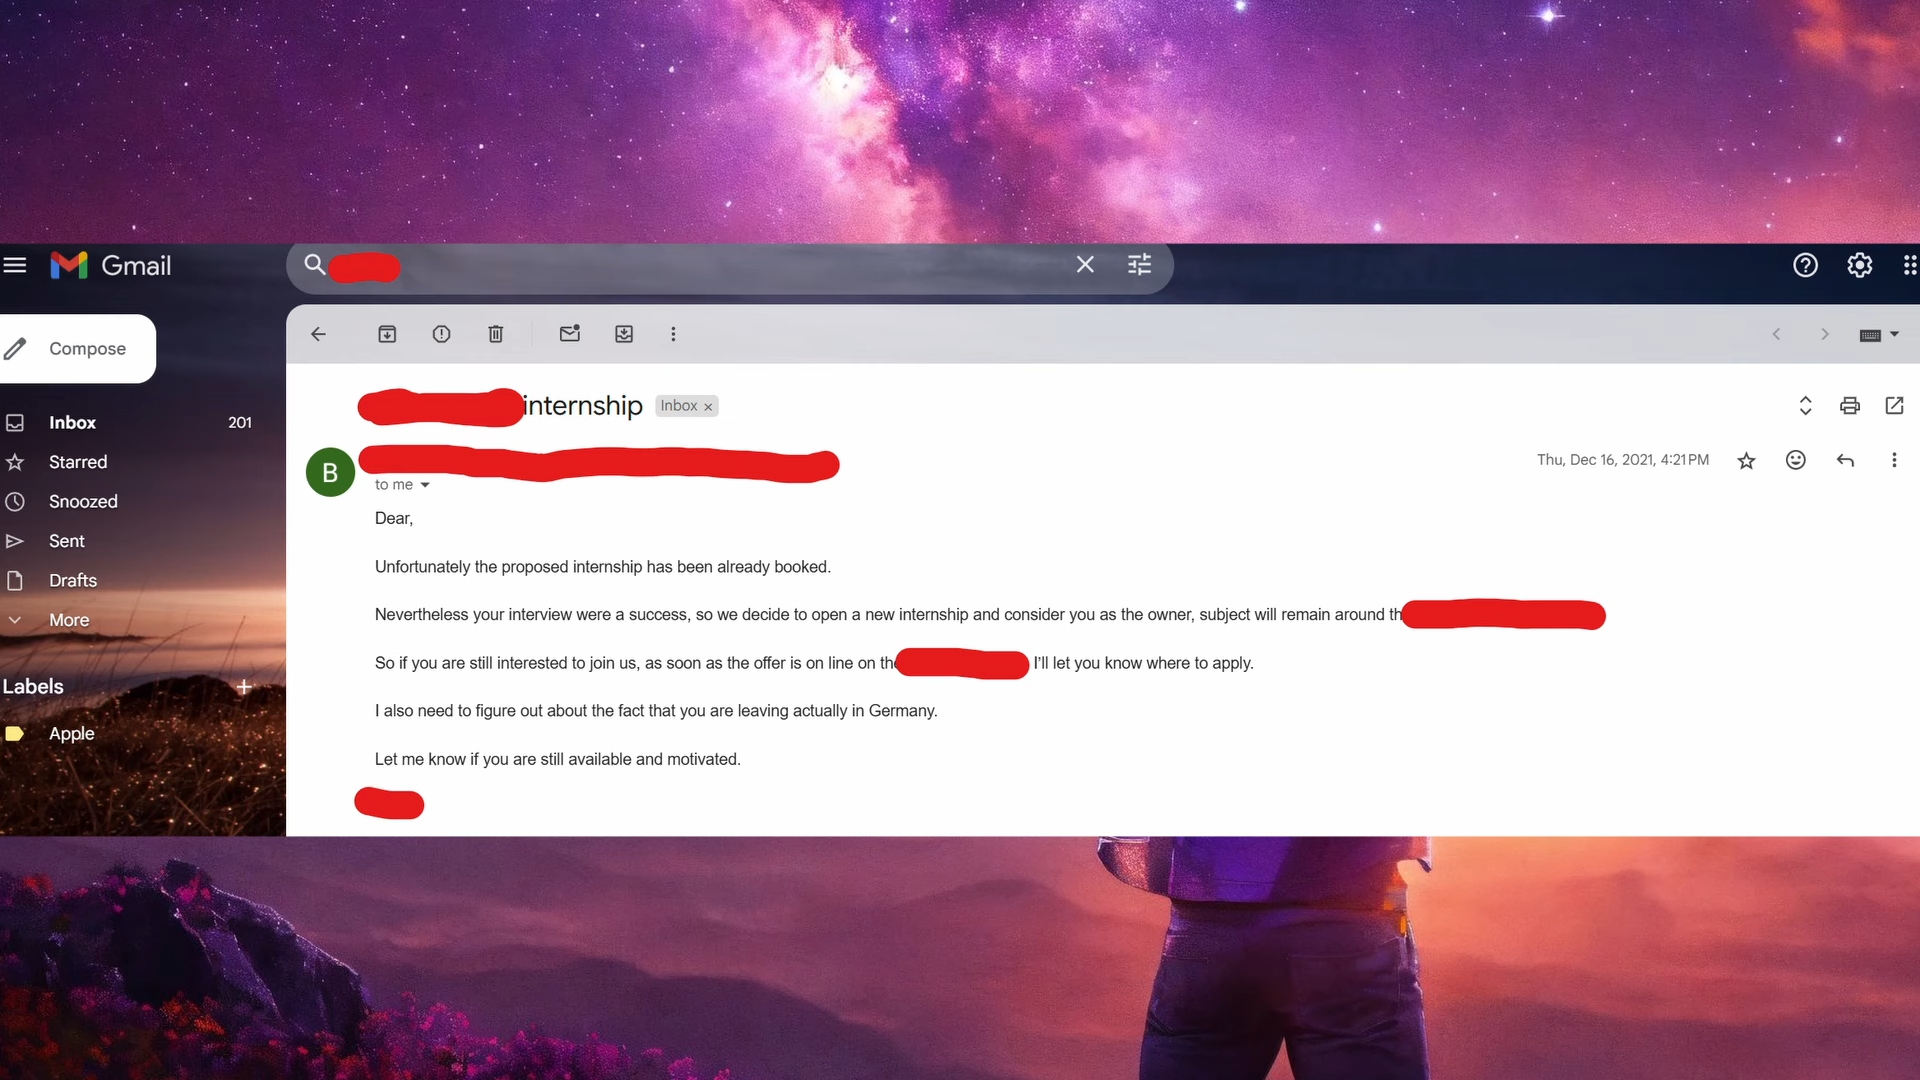 Gmail
Compose
Inbox 201
Starred
Snoozed
Sent
Drafts
More
Labels +
Apple
internship Inbox ×
B
Thu, Dec 16, 2021, 4:21 PM
to me
Dear,
Unfortunately the proposed internship has been already booked.
Nevertheless your interview were a success, so we decide to open a new internship and consider you as the owner, subject will remain around th
So if you are still interested to join us, as soon as the offer is on line on the I'll let you know where to apply.
I also need to figure out about the fact that you are leaving actually in Germany.
Let me know if you are still available and motivated.